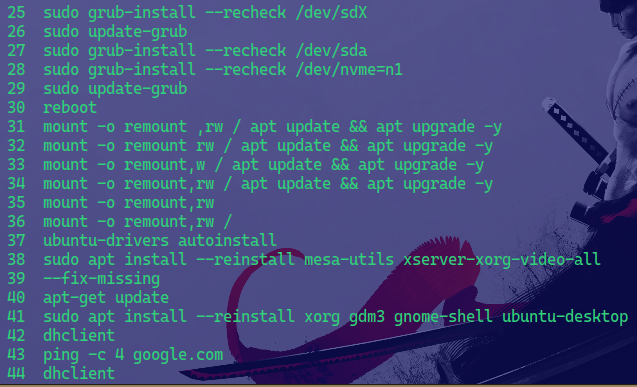 25 sudo grub-install --recheck /dev/sdX
26 sudo update-grub
27 sudo grub-install --recheck /dev/sda
28 sudo grub-install --recheck /dev/nvme=n1
29 sudo update-grub
30 reboot
31 mount -o remount ,rw / apt update && apt upgrade -y
32 mount -o remount rw / apt update && apt upgrade -y
33 mount -o remount,w / apt update && apt upgrade -y
34 mount -o remount,rw / apt update && apt upgrade -y
35 mount -o remount,rw
36 mount -o remount,rw /
37 ubuntu-drivers autoinstall
38 sudo apt install --reinstall mesa-utils xserver-xorg-video-all
39 --fix-missing
40 apt-get update
41 sudo apt install --reinstall xorg gdm3 gnome-shell ubuntu-desktop
42 dhclient
43 ping -c 4 google.com
44 dhclient